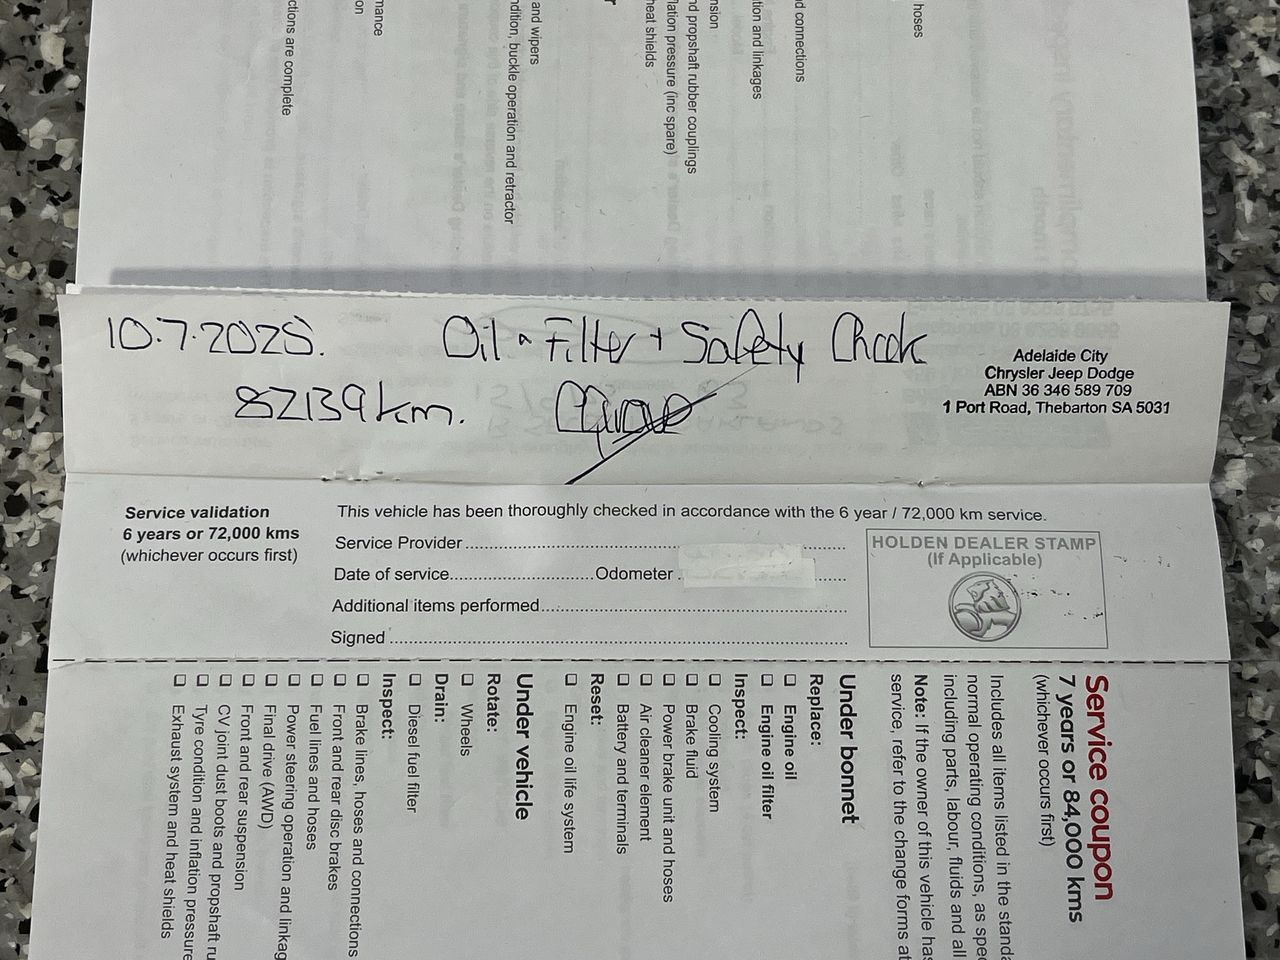 ctions are complete
on
mance
ndition, buckle operation and retractor
and wipers
r
heat shields
lation pressure (inc spare)
nd propshaft rubber couplings
nsion
tion and linkages
nd connections
hoses
10.7.2025. Oil & Filter + Safety Check
82139 km.
Adelaide City
Chrysler Jeep Dodge
ABN 36 346 589 709
1 Port Road, Thebarton SA 5031
Service validation
6 years or 72,000 kms
(whichever occurs first)
This vehicle has been thoroughly checked in accordance with the 6 year / 72,000 km service.
Service Provider
Date of service Odometer
Additional items performed
Signed
HOLDEN DEALER STAMP
(If Applicable)
Service coupon
7 years or 84,000 kms
(whichever occurs first)
Includes all items listed in the standa
normal operating conditions, as spec
including parts, labour, fluids and all
Note: If the owner of this vehicle has
service, refer to the change forms at
Under bonnet
Replace:
Engine oil
Engine oil filter
Inspect:
Cooling system
Brake fluid
Power brake unit and hoses
Air cleaner element
Battery and terminals
Reset:
Engine oil life system
Under vehicle
Rotate:
Wheels
Drain:
Diesel fuel filter
Inspect:
Brake lines, hoses and connections
Front and rear disc brakes
Fuel lines and hoses
Power steering operation and linkag
Final drive (AWD)
Front and rear suspension
CV joint dust boots and propshaft ru
Tyre condition and inflation pressure
Exhaust system and heat shields